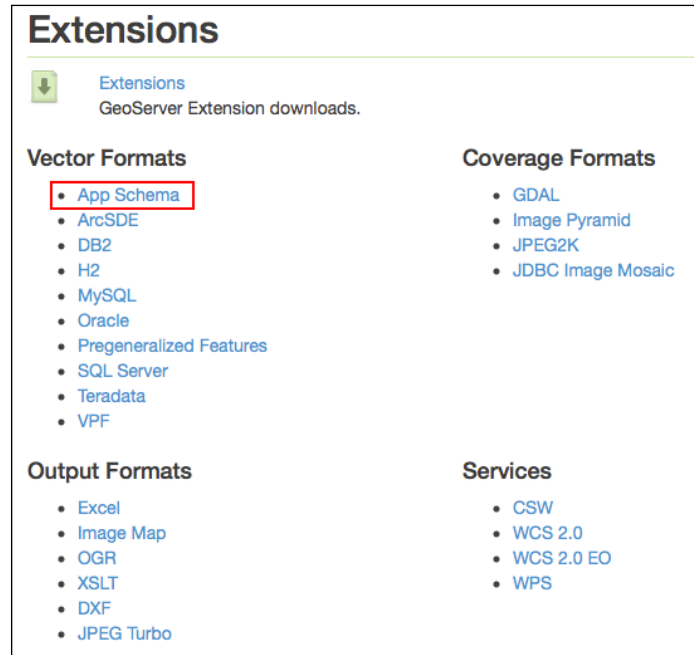 Extensions
Extensions
GeoServer Extension downloads.
Vector Formats
• App Schema
• ArcSDE
• DB2
• H2
• MySQL
• Oracle
• Pregeneralized Features
• SQL Server
• Teradata
• VPF
Coverage Formats
• GDAL
• Image Pyramid
• JPEG2K
• JDBC Image Mosaic
Output Formats
• Excel
• Image Map
• OGR
• XSLT
• DXF
• JPEG Turbo
Services
• CSW
• WCS 2.0
• WCS 2.0 EO
• WPS